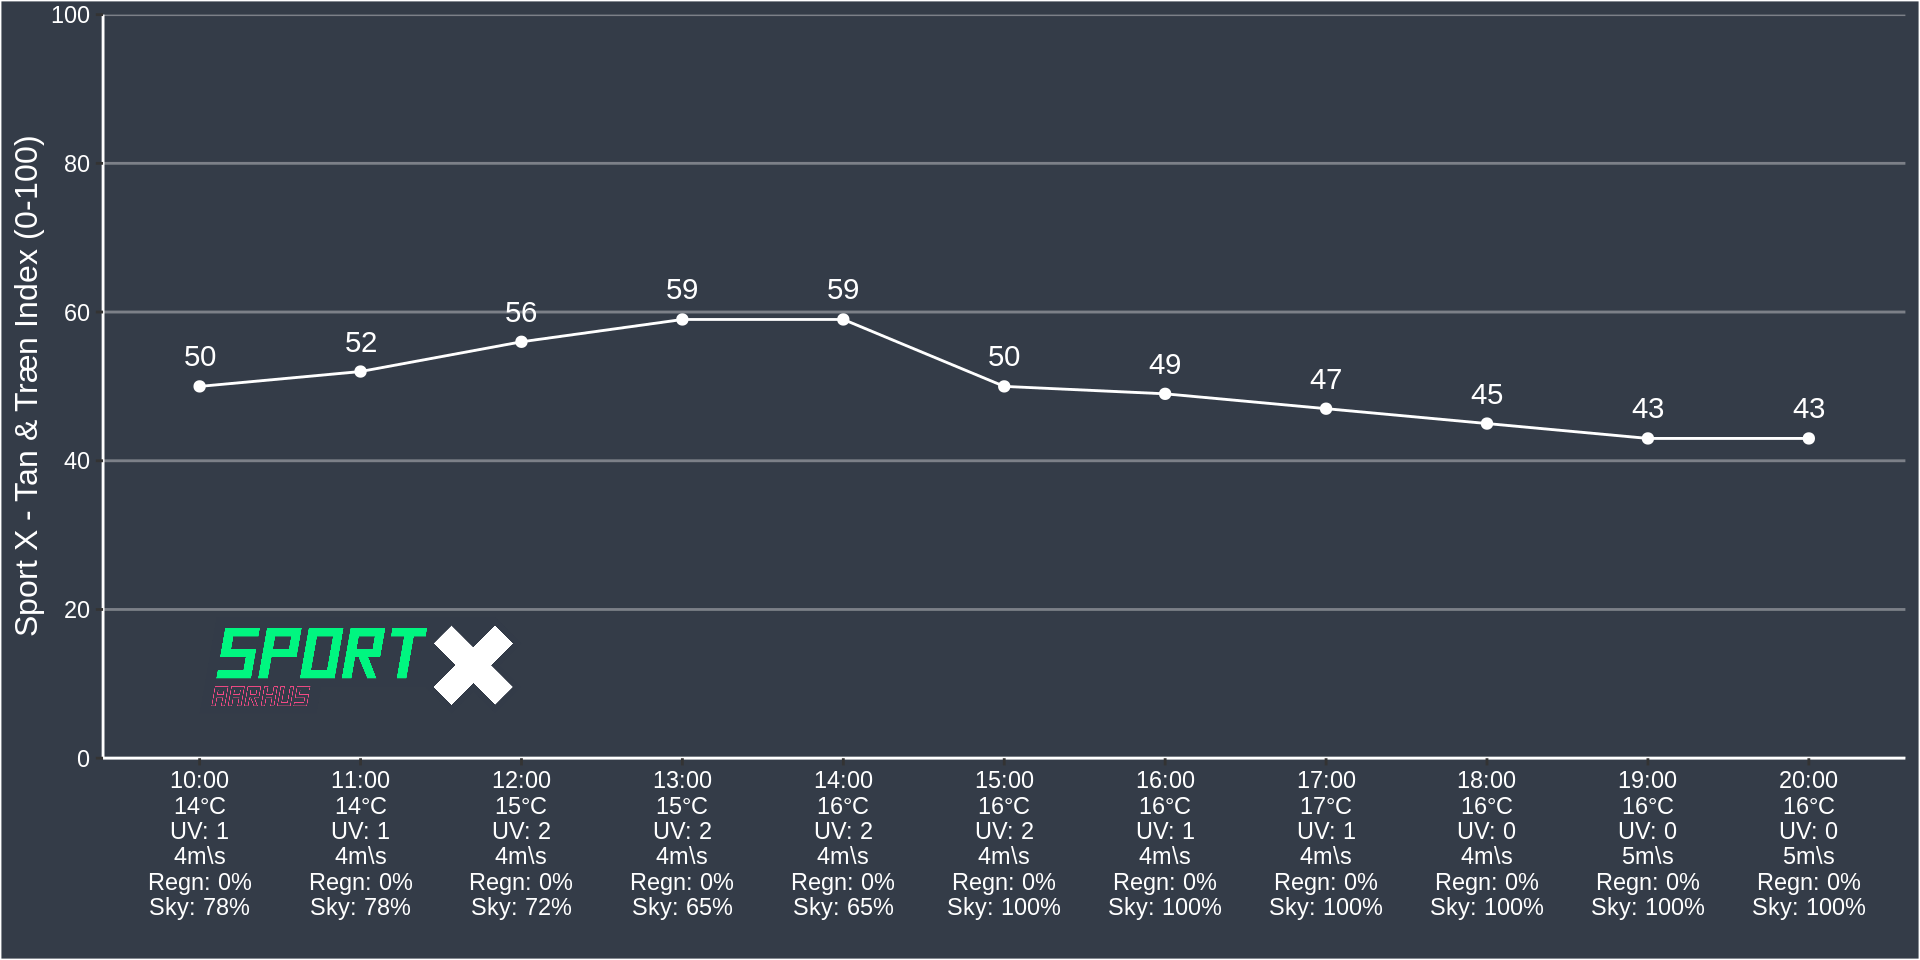 Sport X - Tan & Træn Index (0-100)
100
80
60
40
20
0
50
52
56
59
59
50
49
47
45
43
43
SPORT X
AARHUS
10:00 11:00 12:00 13:00 14:00 15:00 16:00 17:00 18:00 19:00 20:00
14°C 14°C 15°C 15°C 16°C 16°C 16°C 17°C 16°C 16°C 16°C
UV: 1 UV: 1 UV: 2 UV: 2 UV: 2 UV: 2 UV: 1 UV: 1 UV: 0 UV: 0 UV: 0
4m\s 4m\s 4m\s 4m\s 4m\s 4m\s 4m\s 4m\s 4m\s 5m\s 5m\s
Regn: 0% Regn: 0% Regn: 0% Regn: 0% Regn: 0% Regn: 0% Regn: 0% Regn: 0% Regn: 0% Regn: 0% Regn: 0%
Sky: 78% Sky: 78% Sky: 72% Sky: 65% Sky: 65% Sky: 100% Sky: 100% Sky: 100% Sky: 100% Sky: 100% Sky: 100%